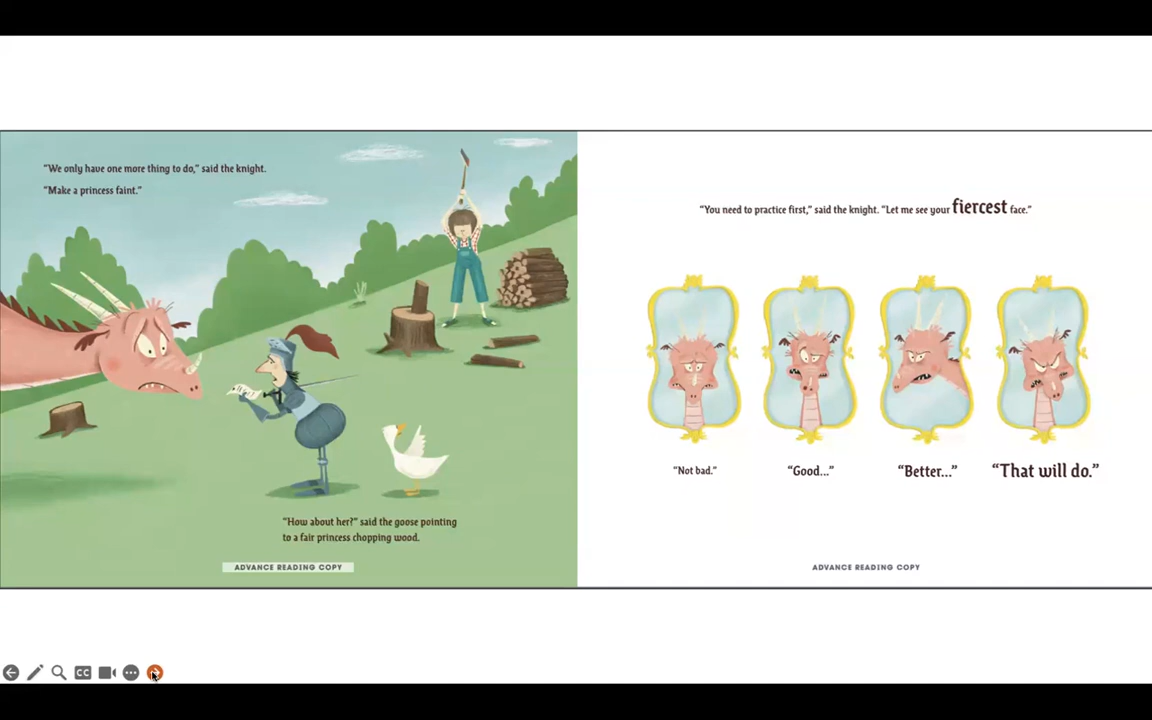 “We only have one more thing to do,” said the knight.
“Make a princess faint.”
“How about her?” said the goose pointing
to a fair princess chopping wood.
ADVANCE READING COPY
“You need to practice first,” said the knight. “Let me see your fiercest face.”
“Not bad.”
“Good...”
“Better...”
“That will do.”
ADVANCE READING COPY
CC